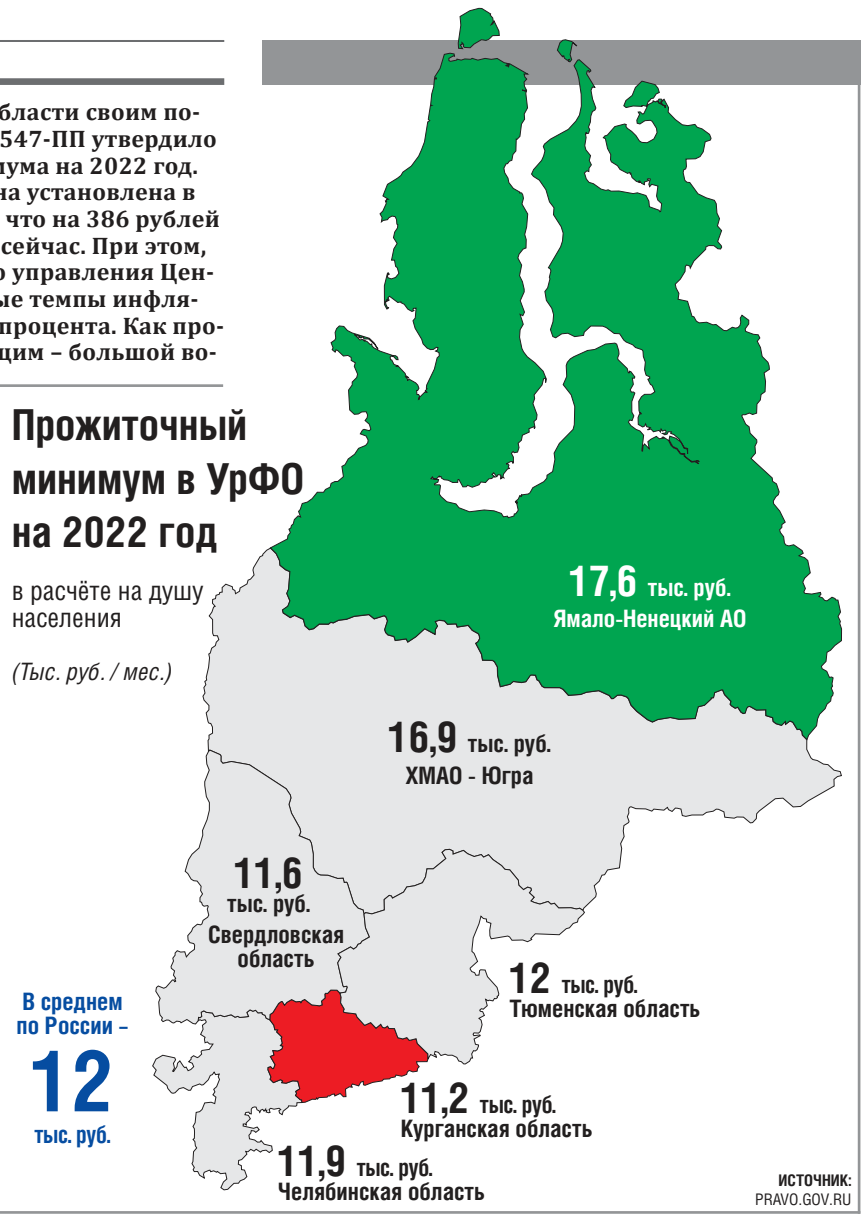 бласти своим по-
547-ПП утвердило
мума на 2022 год.
на установлена в
что на 386 рублей
сейчас. При этом,
о управления Цен-
ые темпы инфля-
процента. Как про-
щим – большой во-
Прожиточный
минимум в УрФО
на 2022 год
в расчёте на душу
населения
(Тыс. руб. / мес.)
17,6 тыс. руб.
Ямало-Ненецкий АО
16,9 тыс. руб.
ХМАО - Югра
11,6
тыс. руб.
Свердловская
область
12 тыс. руб.
Тюменская область
В среднем
по России –
12
тыс. руб.
11,2 тыс. руб.
Курганская область
11,9 тыс. руб.
Челябинская область
ИСТОЧНИК:
PRAVO.GOV.RU